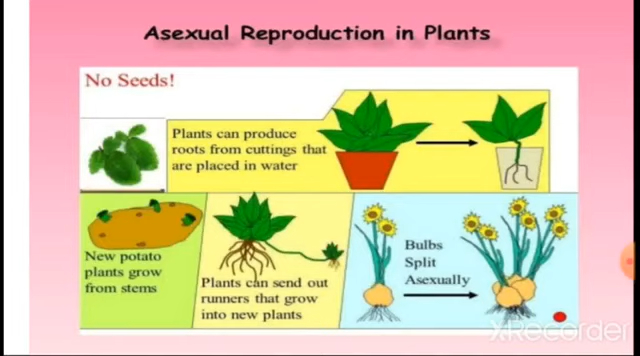 Asexual Reproduction in Plants
No Seeds!
Plants can produce
roots from cuttings that
are placed in water
New potato
plants grow
from stems
Plants can send out
runners that grow
into new plants
Bulbs
Split
Asexually
XRecorder